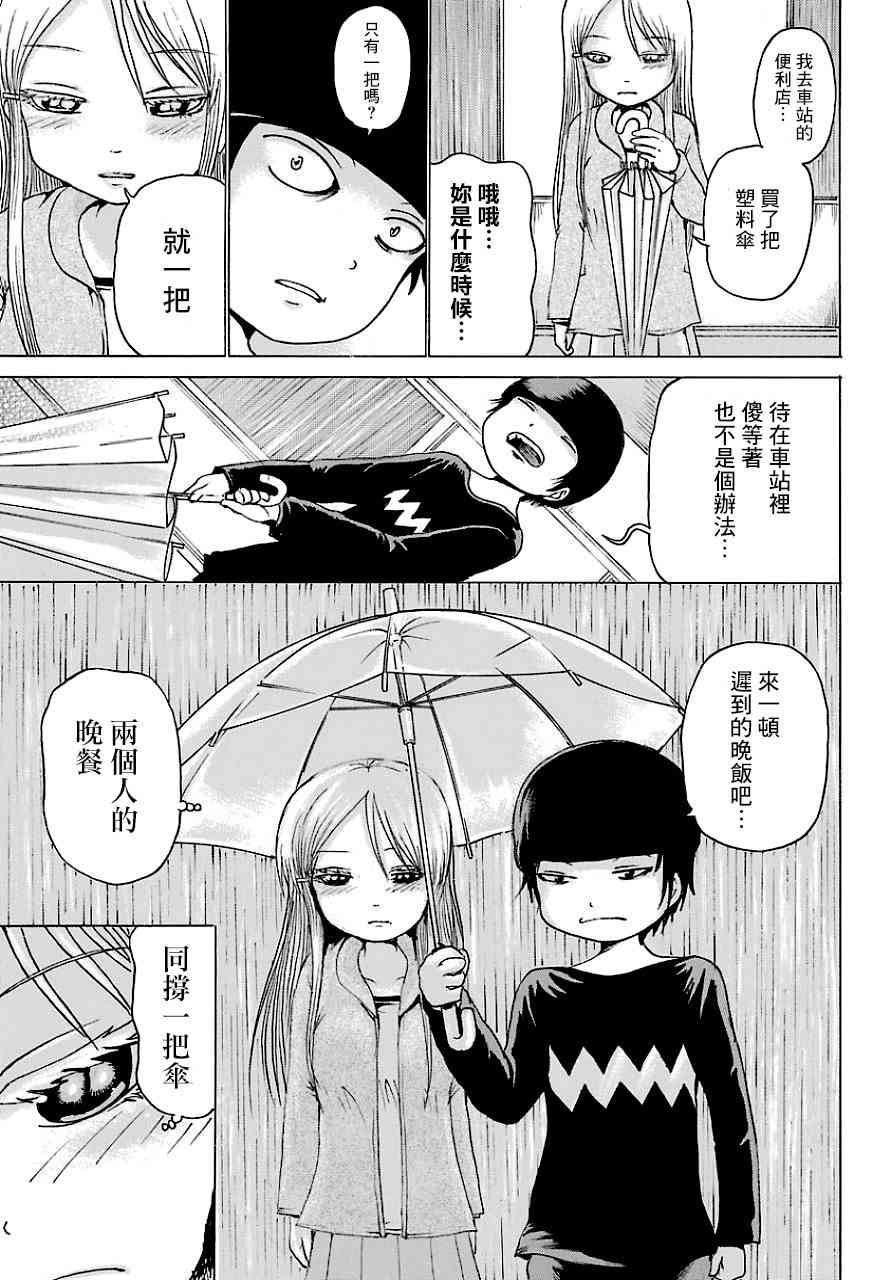 我去車站的
便利店…
買了把
塑料傘
哦哦…
妳是什麼時候…
只有一把嗎？
就一把
待在車站裡
傻等著
也不是個辦法…
來一頓
遲到的晚飯吧…
兩個人的
晚餐
同撐一把傘